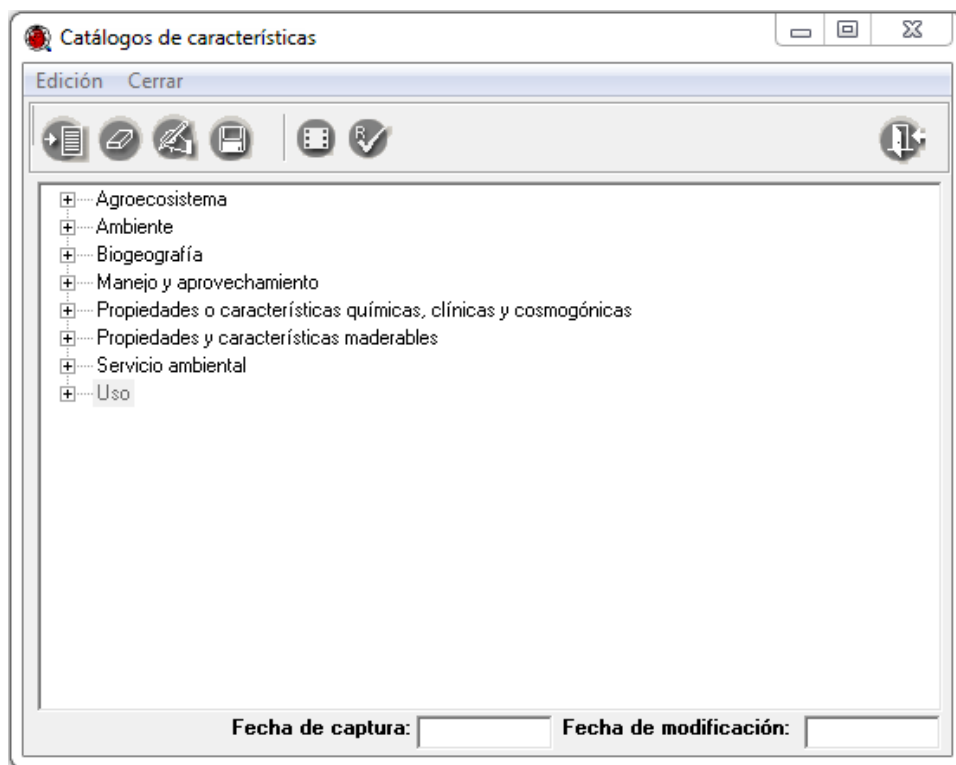 Catálogos de características
Edición Cerrar
R
Agroecosistema
Ambiente
Biogeografía
Manejo y aprovechamiento
Propiedades o características químicas, clínicas y cosmogónicas
Propiedades y características maderables
Servicio ambiental
Uso
Fecha de captura: Fecha de modificación: